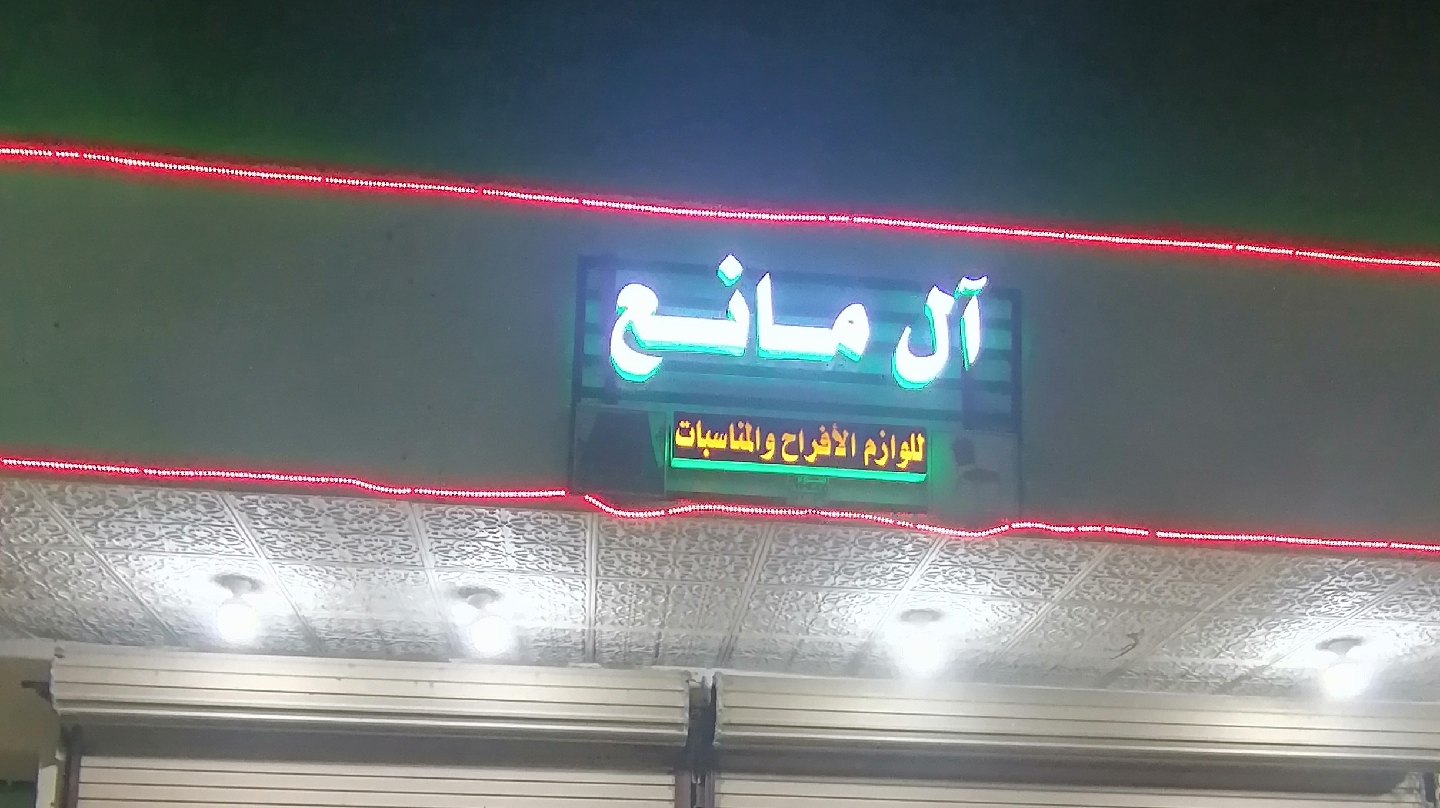 آل مانع
للوازم الأفراح والمناسبات